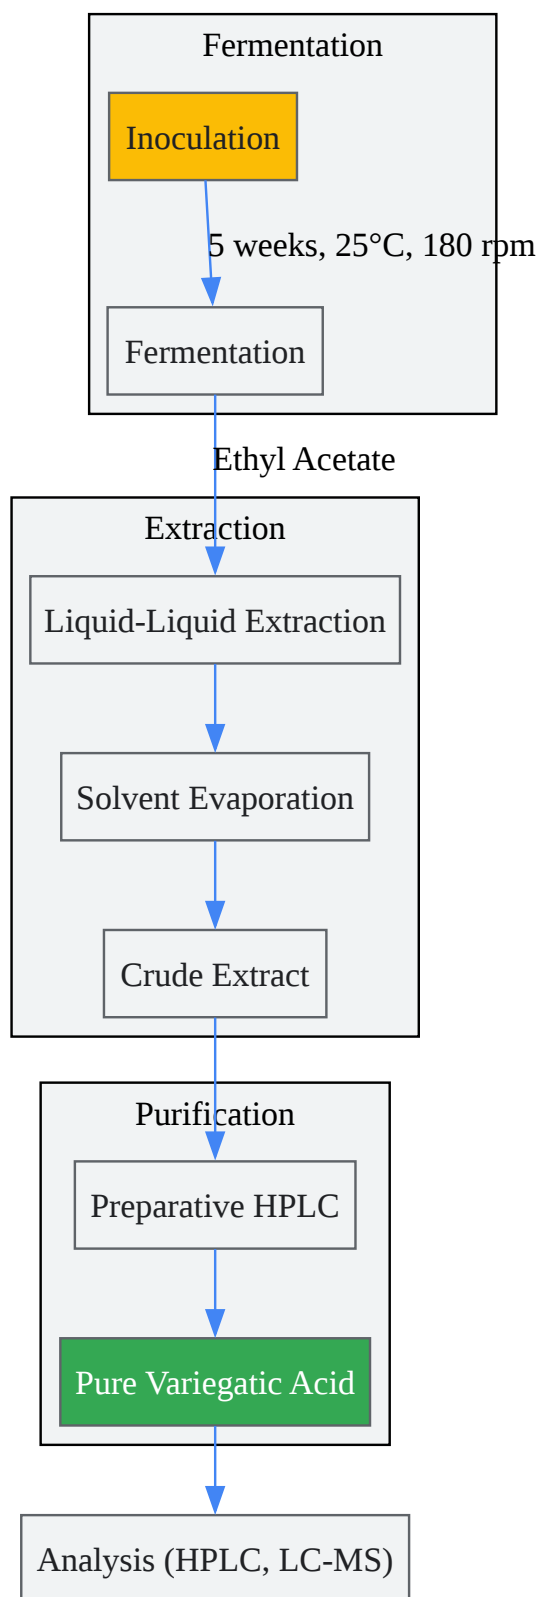 Fermentation
Inoculation
5 weeks, 25°C, 180 rpm
Fermentation
Ethyl Acetate
Extraction
Liquid-Liquid Extraction
Solvent Evaporation
Crude Extract
Purification
Preparative HPLC
Pure Variegatic Acid
Analysis (HPLC, LC-MS)